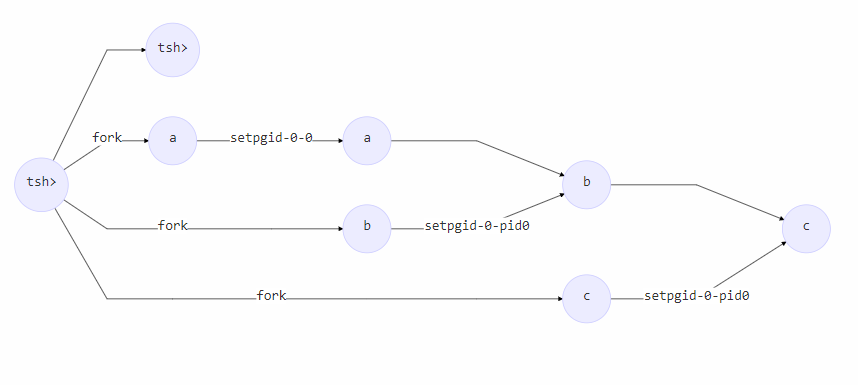 tsh>
fork a setpgid-0-0 a
tsh> b
fork b setpgid-0-pid0 c
fork c setpgid-0-pid0